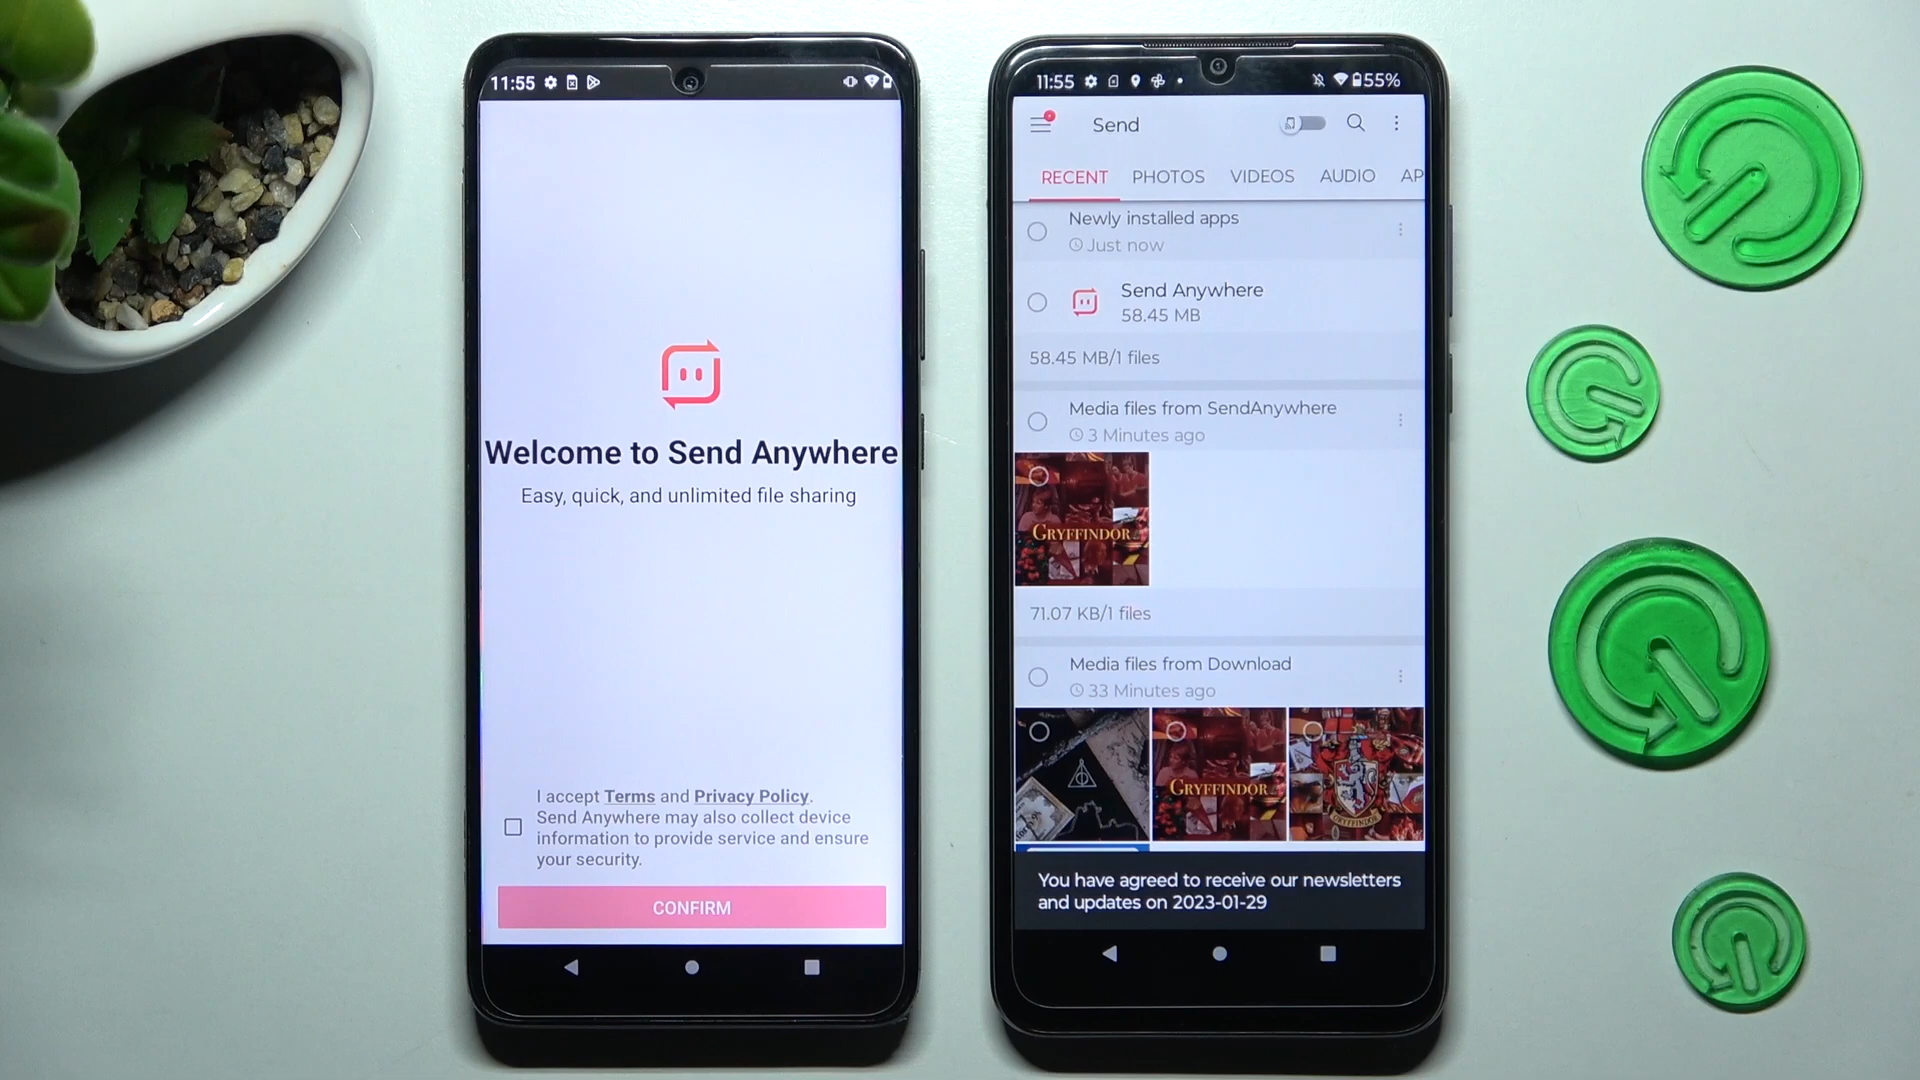 11:55
Welcome to Send Anywhere
Easy, quick, and unlimited file sharing
I accept Terms and Privacy Policy.
Send Anywhere may also collect device
information to provide service and ensure
your security.
CONFIRM
11:55
55%
Send
RECENT PHOTOS VIDEOS AUDIO AP
Newly installed apps
Just now
Send Anywhere
58.45 MB
58.45 MB/1 files
Media files from SendAnywhere
3 Minutes ago
GRYFFINDOR
71.07 KB/1 files
Media files from Download
33 Minutes ago
GRYFFINDOR
GRYFFINDOR
You have agreed to receive our newsletters
and updates on 2023-01-29